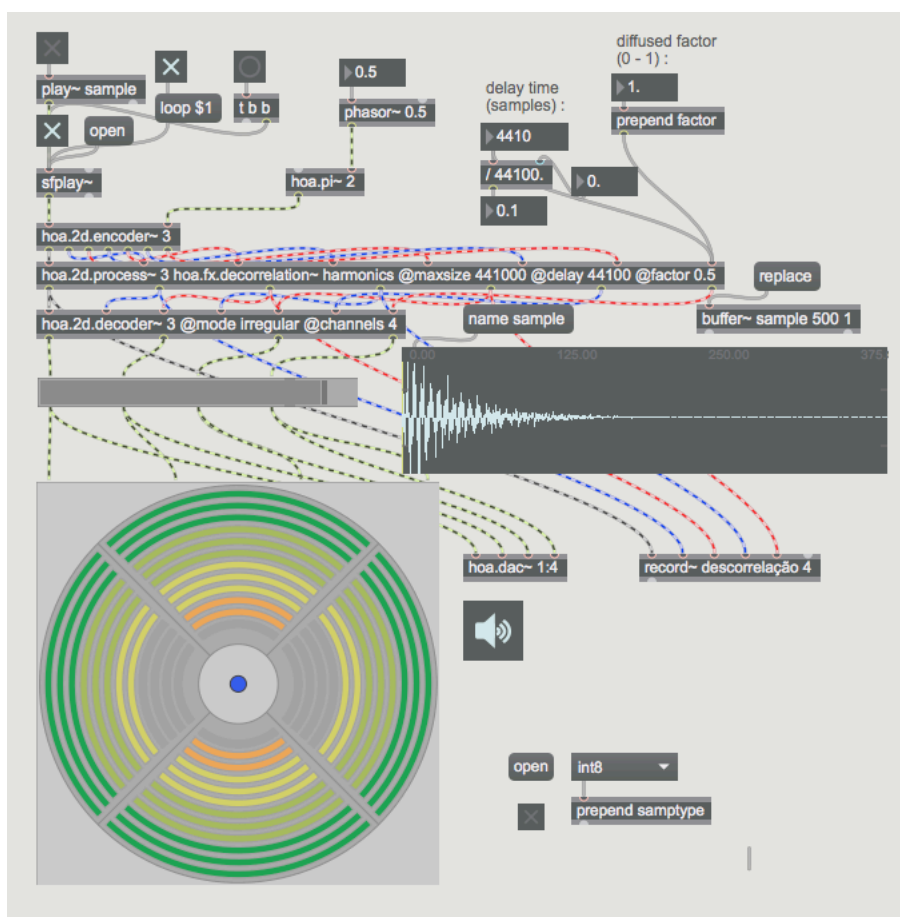 diffused factor
(0 - 1) :
0.5
1.
delay time
(samples) :
play~ sample
loop $1
t b b
phasor~ 0.5
prepend factor
open
4410
sfplay~
hoa.pi~ 2
/ 44100.
0.
0.1
hoa.2d.encoder~ 3
hoa.2d.process~ 3 hoa.fx.decorrelation~ harmonics @maxsize 441000 @delay 44100 @factor 0.5
replace
hoa.2d.decoder~ 3 @mode irregular @channels 4
name sample
buffer~ sample 500 1
0.00
125.00
250.00
hoa.dac~ 1:4
record~ descorrelação 4
open
int8
prepend samptype